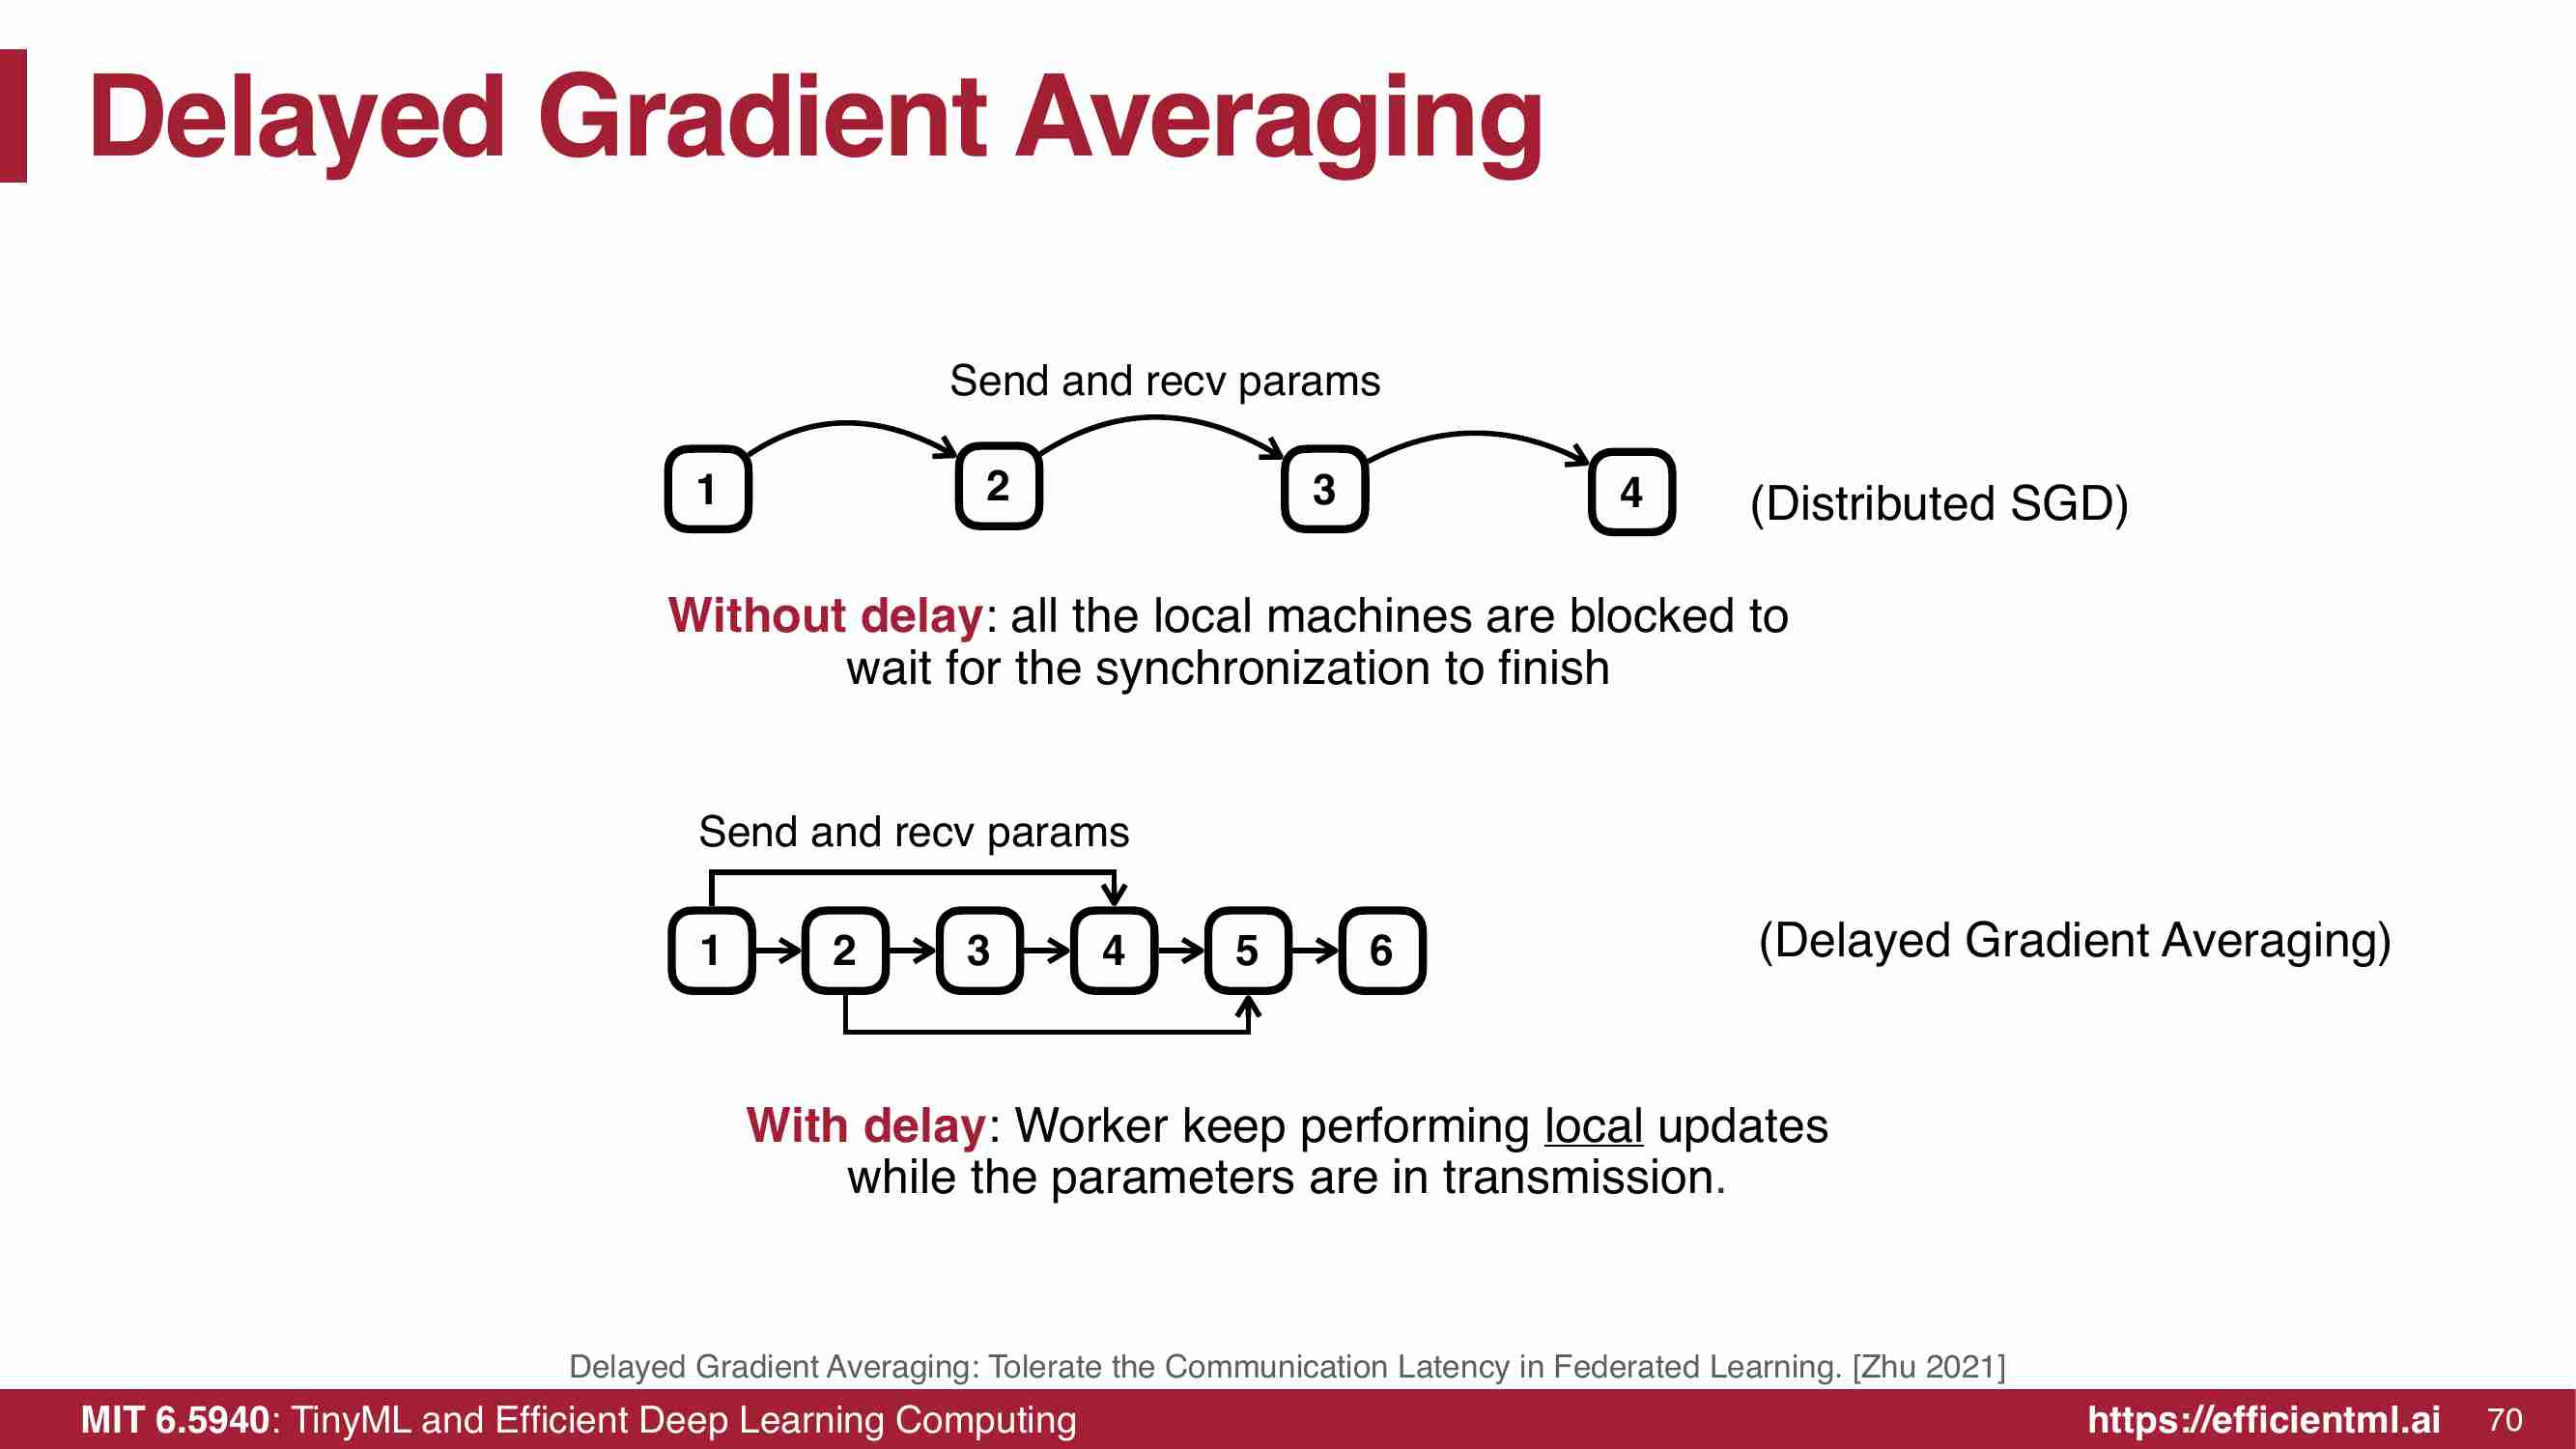 Delayed Gradient Averaging
Send and recv params
1 2 3 4 (Distributed SGD)
Without delay: all the local machines are blocked to
wait for the synchronization to finish
Send and recv params
1 2 3 4 5 6 (Delayed Gradient Averaging)
With delay: Worker keep performing local updates
while the parameters are in transmission.
Delayed Gradient Averaging: Tolerate the Communication Latency in Federated Learning. [Zhu 2021]
MIT 6.5940: TinyML and Efficient Deep Learning Computing https://efficientml.ai 70